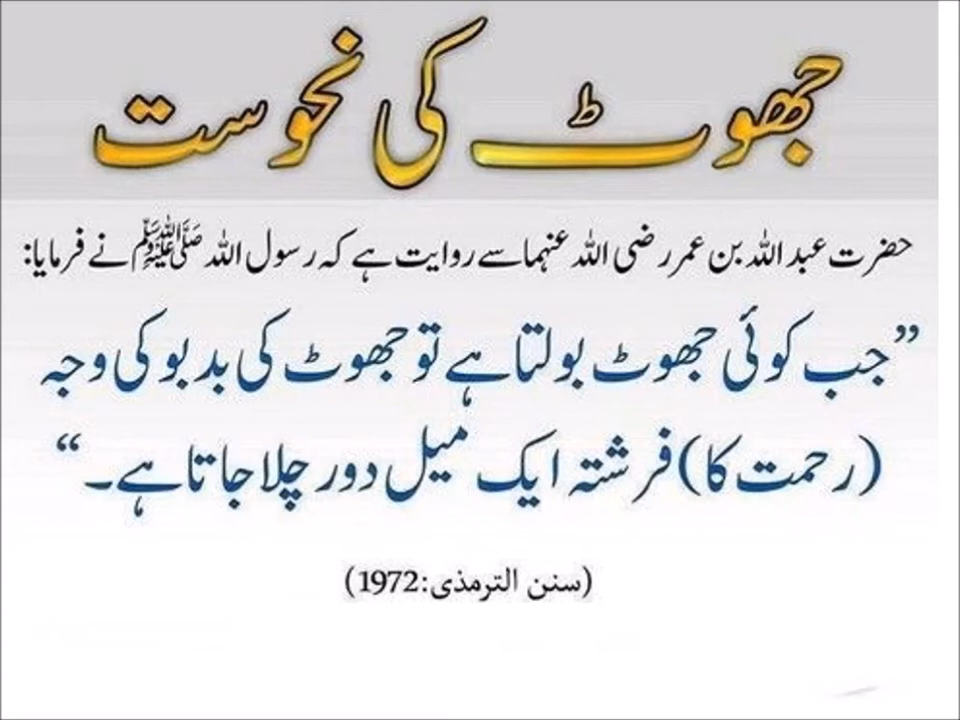 جھوٹ کی نحوست
حضرت عبد اللہ بن عمر رضی اللہ عنہما سے روایت ہے کہ رسول اللہ ﷺ نے فرمایا:
”جب کوئی جھوٹ بولتا ہے تو جھوٹ کی بدبو کی وجہ
(رحمت کا) فرشتہ ایک میل دور چلا جاتا ہے۔“
(سنن الترمذی:1972)